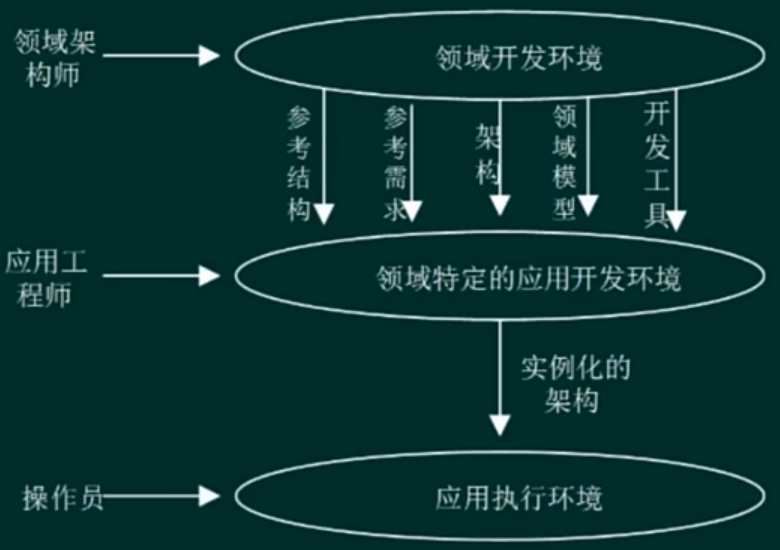 领域架
构师
领域开发环境
参考结构
参考需求
架构
领域模型
开发工具
应用工
程师
领域特定的应用开发环境
实例化的
架构
操作员
应用执行环境